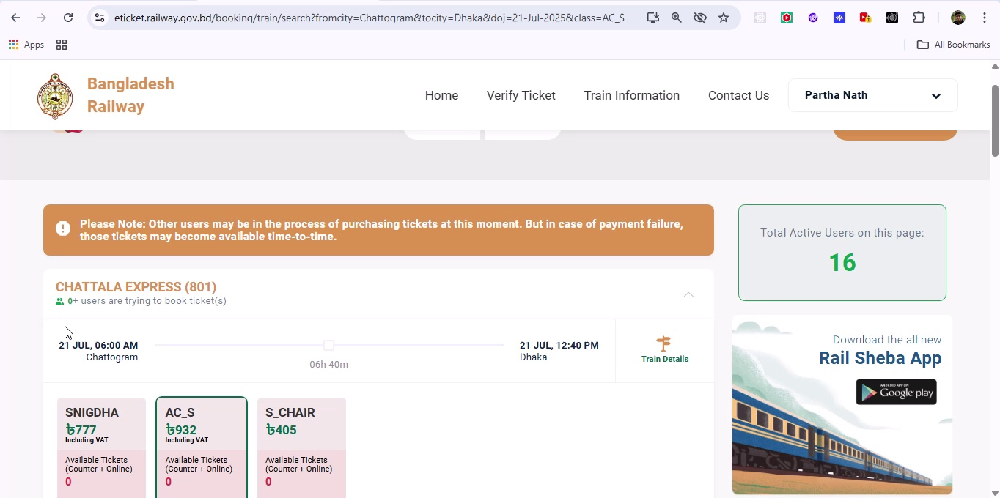 eticket.railway.gov.bd/booking/train/search?fromcity=Chattogram&tocity=Dhaka&doj=21-Jul-2025&class=AC_S
Apps
All Bookmarks
Bangladesh
Railway
Home
Verify Ticket
Train Information
Contact Us
Partha Nath
Please Note: Other users may be in the process of purchasing tickets at this moment. But in case of payment failure,
those tickets may become available time-to-time.
Total Active Users on this page:
16
CHATTALA EXPRESS (801)
0+ users are trying to book ticket(s)
21 JUL, 06:00 AM
Chattogram
06h 40m
21 JUL, 12:40 PM
Dhaka
Train Details
SNIGDHA
৳777
Including VAT
Available Tickets
(Counter + Online)
0
AC_S
৳932
Including VAT
Available Tickets
(Counter + Online)
0
S_CHAIR
৳405
Available Tickets
(Counter + Online)
0
Download the all new
Rail Sheba App
ANDROID APP ON
Google play